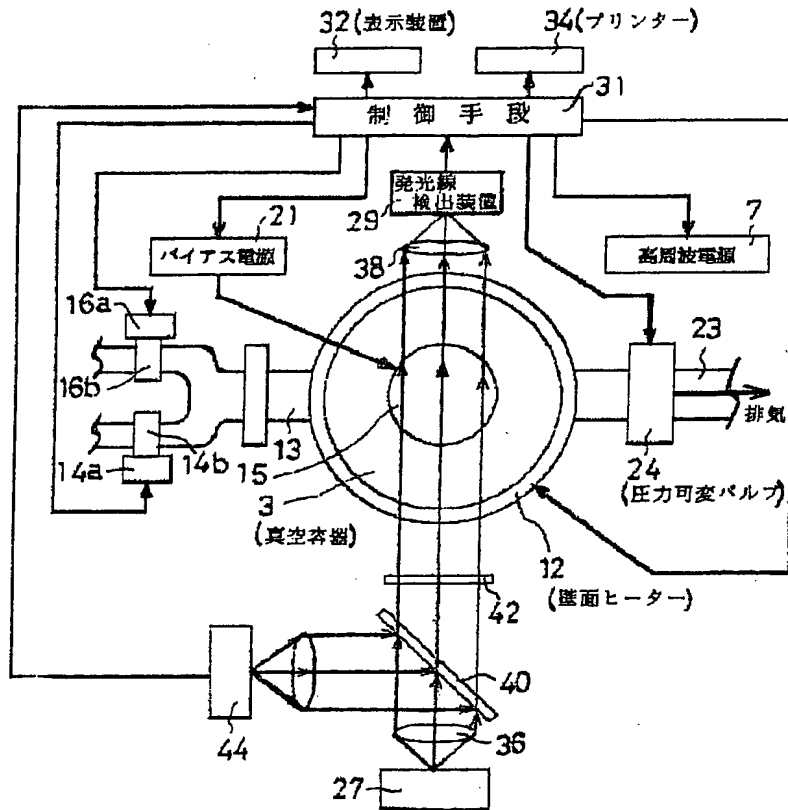 32(表示装置)
34(プリンター)
制御手段
31
発光線
検出装置
29
21
バイアス電源
7
高周波電源
38
16a
16b
23
排気
14b
14a
13
15
3
(真空容器)
24
(圧力可変バルブ)
12
(壁面ヒーター)
42
40
44
36
27